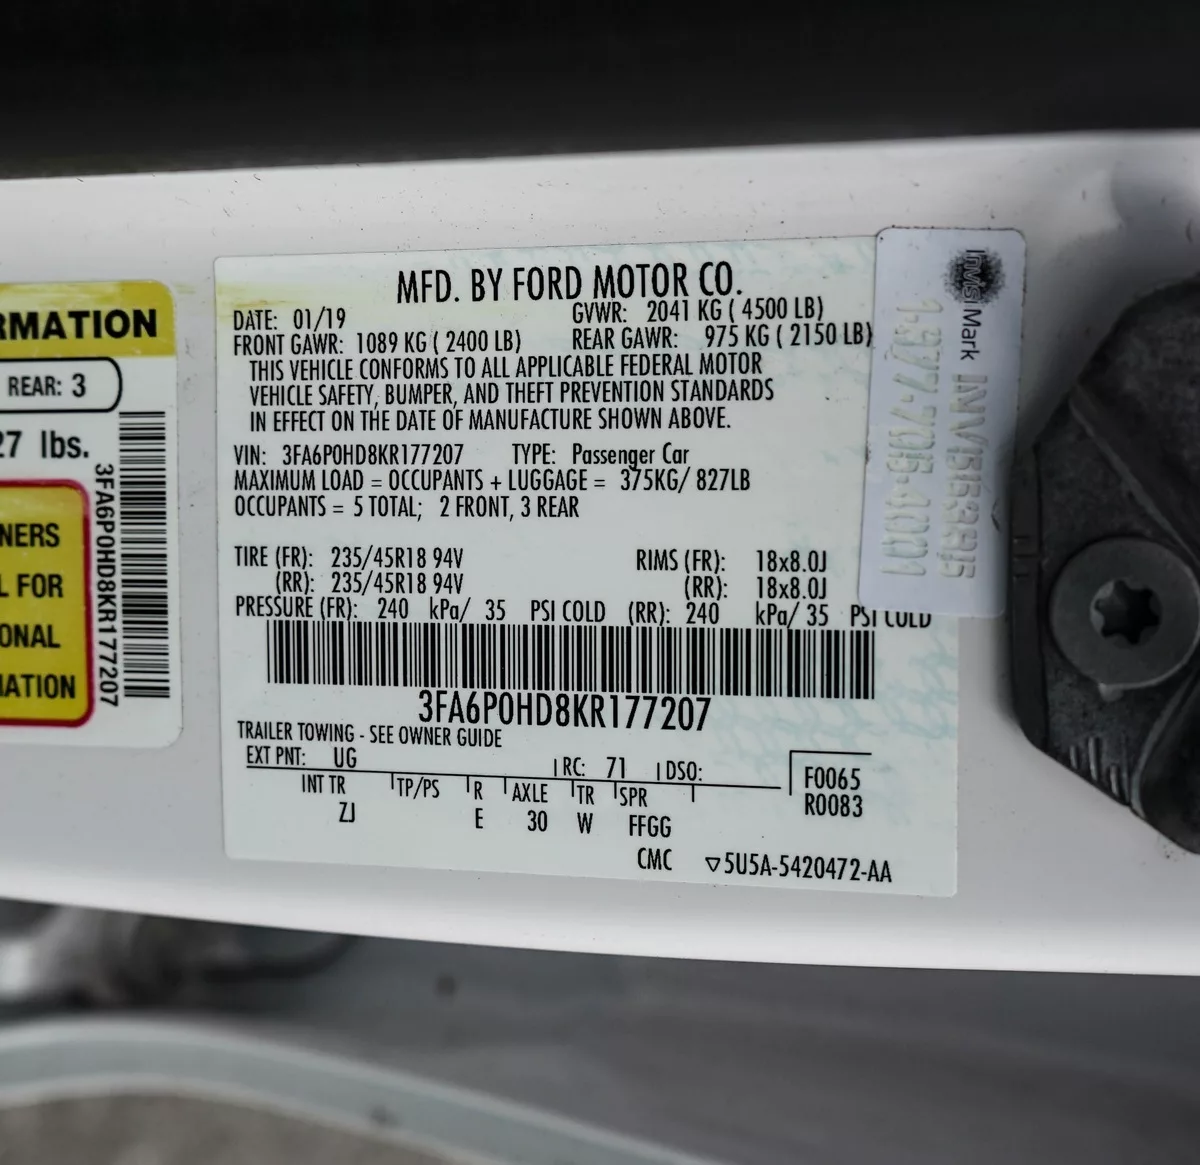 RMATION
REAR: 3
27 lbs.
NERS
L FOR
ONAL
MATION
3FA6P0HD8KR177207
MFD. BY FORD MOTOR CO.
DATE: 01/19 GVWR: 2041 KG ( 4500 LB)
FRONT GAWR: 1089 KG ( 2400 LB) REAR GAWR: 975 KG ( 2150 LB)
THIS VEHICLE CONFORMS TO ALL APPLICABLE FEDERAL MOTOR
VEHICLE SAFETY, BUMPER, AND THEFT PREVENTION STANDARDS
IN EFFECT ON THE DATE OF MANUFACTURE SHOWN ABOVE.
VIN: 3FA6P0HD8KR177207 TYPE: Passenger Car
MAXIMUM LOAD = OCCUPANTS + LUGGAGE = 375KG/ 827LB
OCCUPANTS = 5 TOTAL; 2 FRONT, 3 REAR
TIRE (FR): 235/45R18 94V RIMS (FR): 18x8.0J
(RR): 235/45R18 94V (RR): 18x8.0J
PRESSURE (FR): 240 kPa/ 35 PSI COLD (RR): 240 kPa/ 35 PSI COLD
3FA6P0HD8KR177207
TRAILER TOWING - SEE OWNER GUIDE
EXT PNT: UG RC: 71 DSO:
INT TR TP/PS R AXLE TR SPR
ZJ E 30 W FFGG
F0065
R0083
CMC ▽5U5A-5420472-AA
InvisiMark